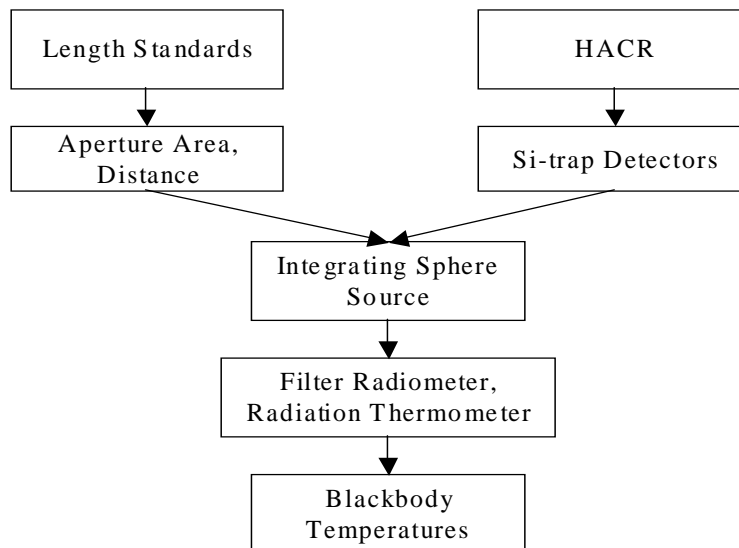 Length Standards
HACR
Aperture Area,
Distance
Si-trap Detectors
Integrating Sphere
Source
Filter Radiometer,
Radiation Thermometer
Blackbody
Temperatures